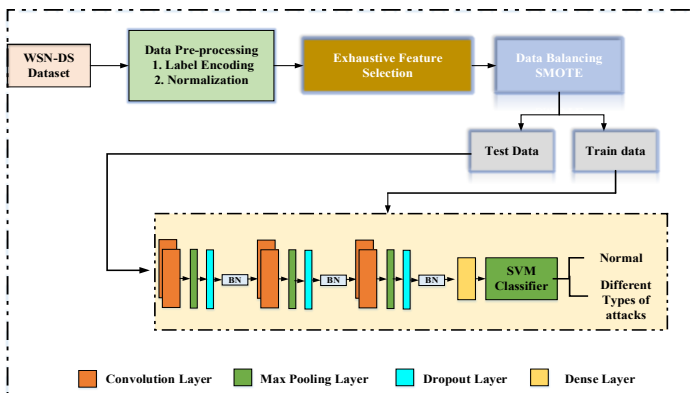 WSN-DS
Dataset
Data Pre-processing
1. Label Encoding
2. Normalization
Exhaustive Feature
Selection
Data Balancing
SMOTE
Test Data
Train data
BN
BN
BN
SVM
Classifier
Normal
Different
Types of
attacks
Convolution Layer
Max Pooling Layer
Dropout Layer
Dense Layer